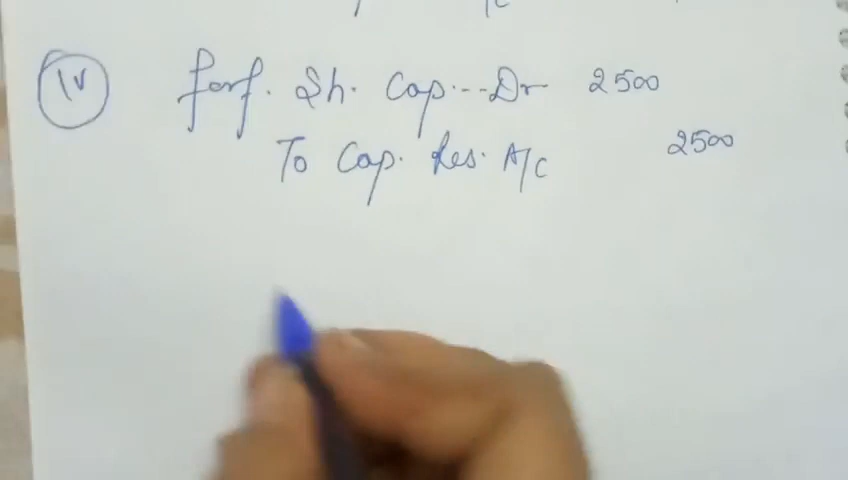 IV Forf. Sh. Cap---Dr 2500
To Cap. Res. A/c 2500